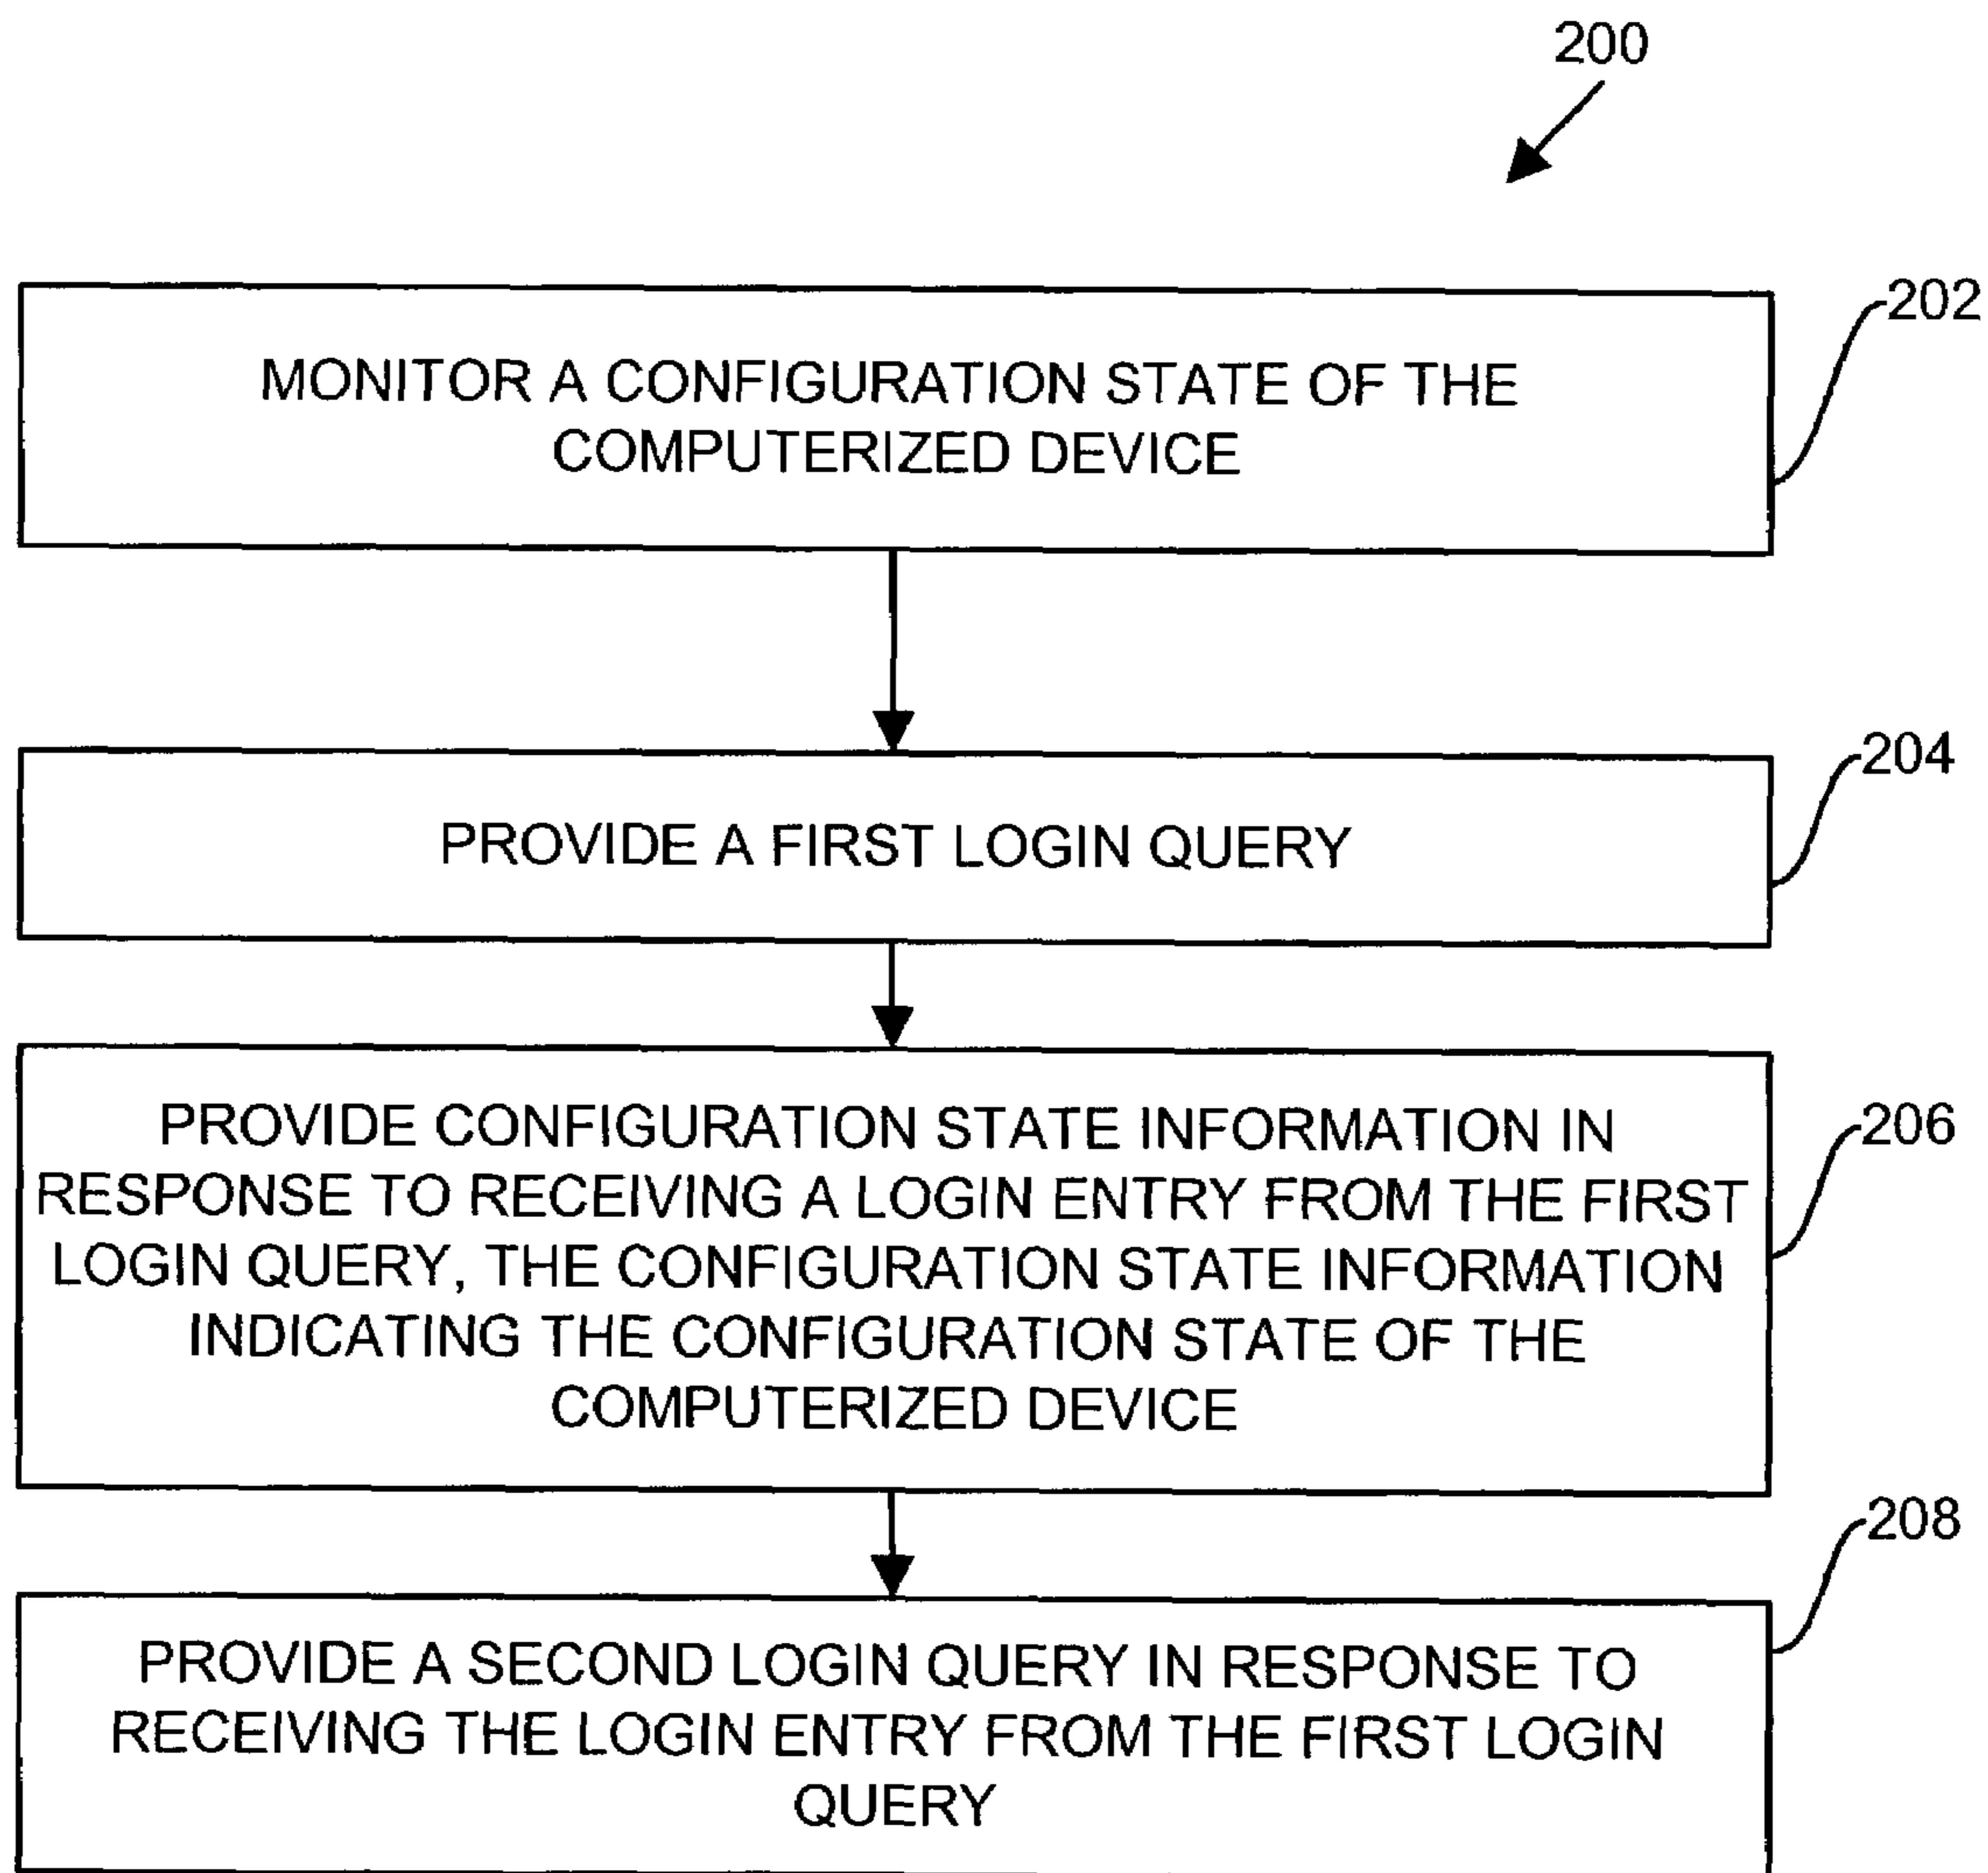 200
202
MONITOR A CONFIGURATION STATE OF THE
COMPUTERIZED DEVICE
204
PROVIDE A FIRST LOGIN QUERY
206
PROVIDE CONFIGURATION STATE INFORMATION IN
RESPONSE TO RECEIVING A LOGIN ENTRY FROM THE FIRST
LOGIN QUERY, THE CONFIGURATION STATE INFORMATION
INDICATING THE CONFIGURATION STATE OF THE
COMPUTERIZED DEVICE
208
PROVIDE A SECOND LOGIN QUERY IN RESPONSE TO
RECEIVING THE LOGIN ENTRY FROM THE FIRST LOGIN
QUERY